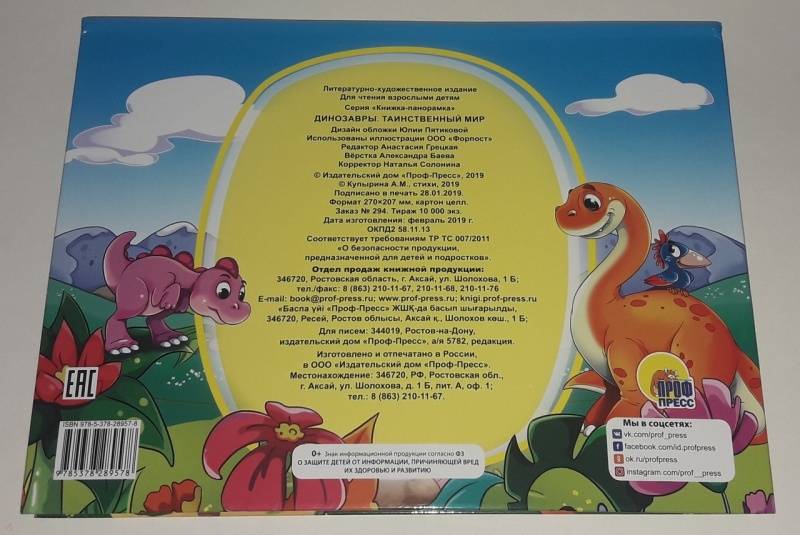 Литературно-художественное издание
Для чтения взрослыми детям
Серия «Книжка-панорамка»
ДИНОЗАВРЫ. ТАИНСТВЕННЫЙ МИР
Дизайн обложки Юлии Пятиковой
Использованы иллюстрации ООО «Форпост»
Редактор Анастасия Грецкая
Вёрстка Александра Баева
Корректор Наталья Солонина
© Издательский дом «Проф-Пресс», 2019
© Купырина А.М., стихи, 2019
Подписано в печать 28.01.2019.
Формат 270×207 мм, картон целл.
Заказ № 294. Тираж 10 000 экз.
Дата изготовления: февраль 2019 г.
ОКПД2 58.11.13
Соответствует требованиям ТР ТС 007/2011
«О безопасности продукции,
предназначенной для детей и подростков».
Отдел продаж книжной продукции:
346720, Ростовская область, г. Аксай, ул. Шолохова, 1 Б;
тел./факс: 8 (863) 210-11-67, 210-11-68, 210-11-76
E-mail: book@prof-press.ru; www.prof-press.ru; knigi.prof-press.ru
«Баспа үйі «Проф-Пресс» ЖШҚ-да басып шығарылды,
346720, Ресей, Ростов облысы, Аксай қ., Шолохов көш., 1 Б;
Для писем: 344019, Ростов-на-Дону,
издательский дом «Проф-Пресс», а/я 5782, редакция.
Изготовлено и отпечатано в России,
в ООО «Издательский дом «Проф-Пресс».
Местонахождение: 346720, РФ, Ростовская обл.,
г. Аксай, ул. Шолохова, д. 1 Б, лит. А, оф. 1;
тел.: 8 (863) 210-11-67.
EAC
ISBN 978-5-378-28957-8
9 785378 289578
0+ Знак информационной продукции согласно ФЗ
О ЗАЩИТЕ ДЕТЕЙ ОТ ИНФОРМАЦИИ, ПРИЧИНЯЮЩЕЙ ВРЕД
ИХ ЗДОРОВЬЮ И РАЗВИТИЮ
ПРОФ
ПРЕСС
Мы в соцсетях:
vk.com/prof_press
facebook.com/id.profpress
ok.ru/profpress
instagram.com/prof__press